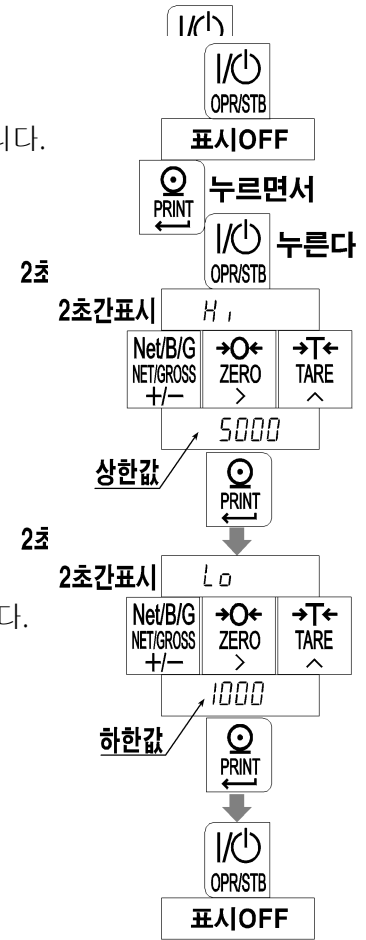 I/⏻
I/⏻
OPR/STB
니다.
표시OFF
PRINT
누르면서
I/⏻
누른다
OPR/STB
2초
2초간표시
Hi
Net/B/G →O← →T←
NET/GROSS ZERO TARE
+/− > ^
5000
상한값
PRINT
2초
2초간표시
Lo
다.
Net/B/G →O← →T←
NET/GROSS ZERO TARE
+/− > ^
1000
하한값
PRINT
I/⏻
OPR/STB
표시OFF